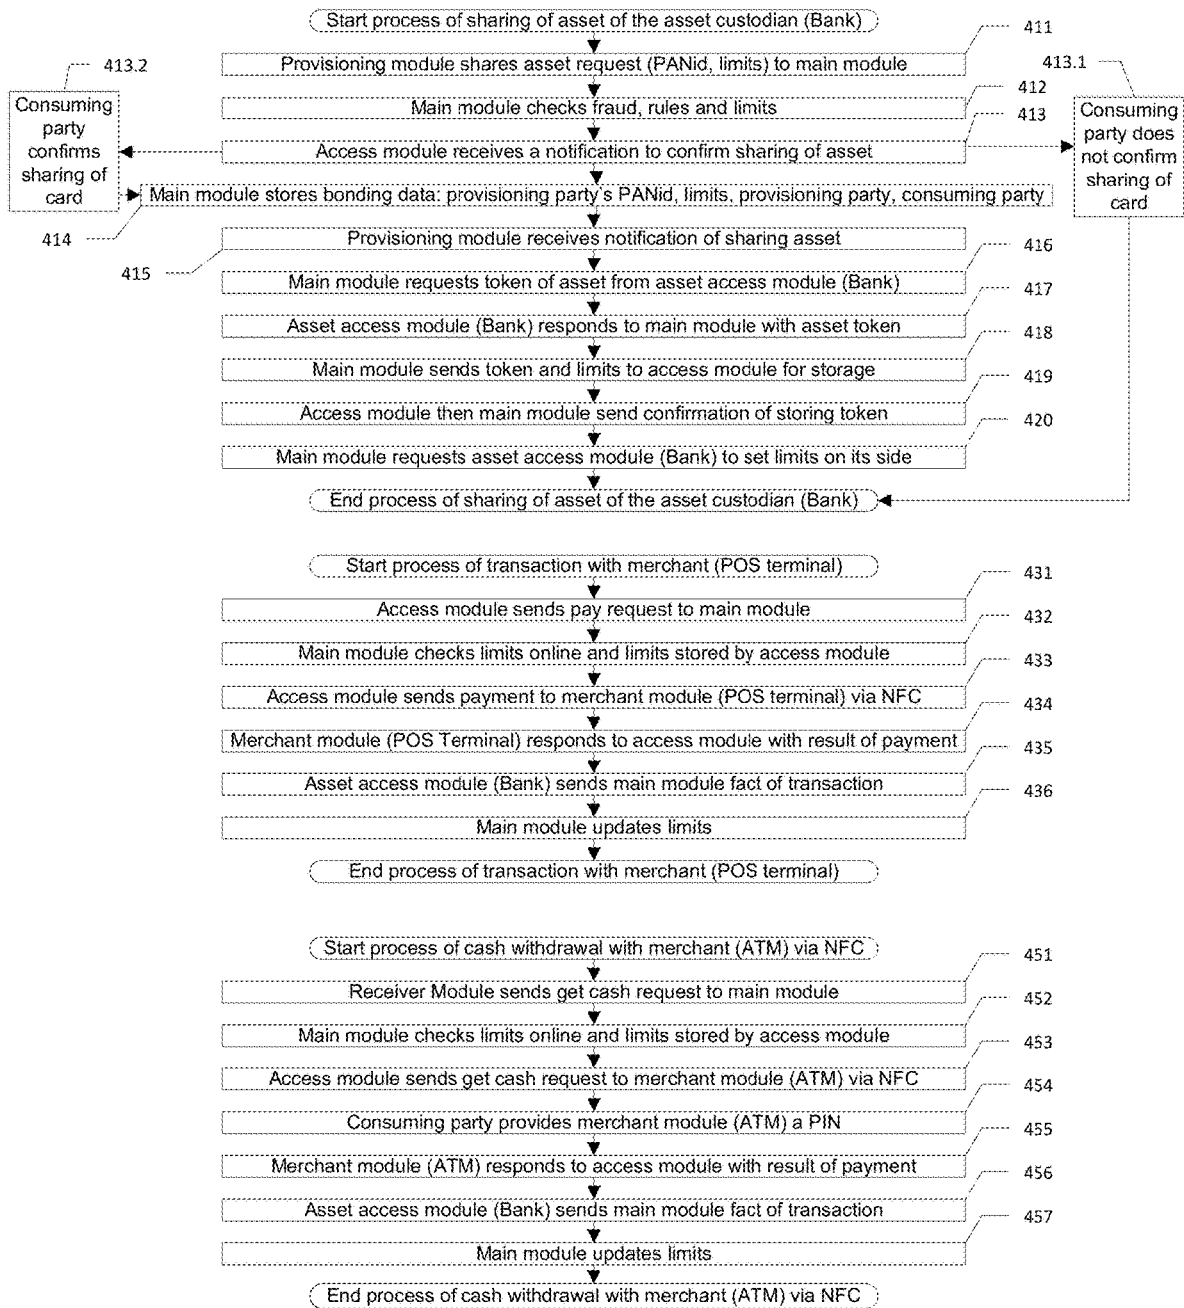 Start process of sharing of asset of the asset custodian (Bank)
411
Provisioning module shares asset request (PANid, limits) to main module
413.2
413.1
412
Main module checks fraud, rules and limits
413
Consuming
party
confirms
sharing of
card
Consuming
party does
not confirm
sharing of
card
Access module receives a notification to confirm sharing of asset
Main module stores bonding data: provisioning party's PANid, limits, provisioning party, consuming party
414
Provisioning module receives notification of sharing asset
415
416
Main module requests token of asset from asset access module (Bank)
417
Asset access module (Bank) responds to main module with asset token
418
Main module sends token and limits to access module for storage
419
Access module then main module send confirmation of storing token
420
Main module requests asset access module (Bank) to set limits on its side
End process of sharing of asset of the asset custodian (Bank)
Start process of transaction with merchant (POS terminal)
431
Access module sends pay request to main module
432
Main module checks limits online and limits stored by access module
433
Access module sends payment to merchant module (POS terminal) via NFC
434
Merchant module (POS Terminal) responds to access module with result of payment
435
Asset access module (Bank) sends main module fact of transaction
436
Main module updates limits
End process of transaction with merchant (POS terminal)
Start process of cash withdrawal with merchant (ATM) via NFC
451
Receiver Module sends get cash request to main module
452
Main module checks limits online and limits stored by access module
453
Access module sends get cash request to merchant module (ATM) via NFC
454
Consuming party provides merchant module (ATM) a PIN
455
Merchant module (ATM) responds to access module with result of payment
456
Asset access module (Bank) sends main module fact of transaction
457
Main module updates limits
End process of cash withdrawal with merchant (ATM) via NFC